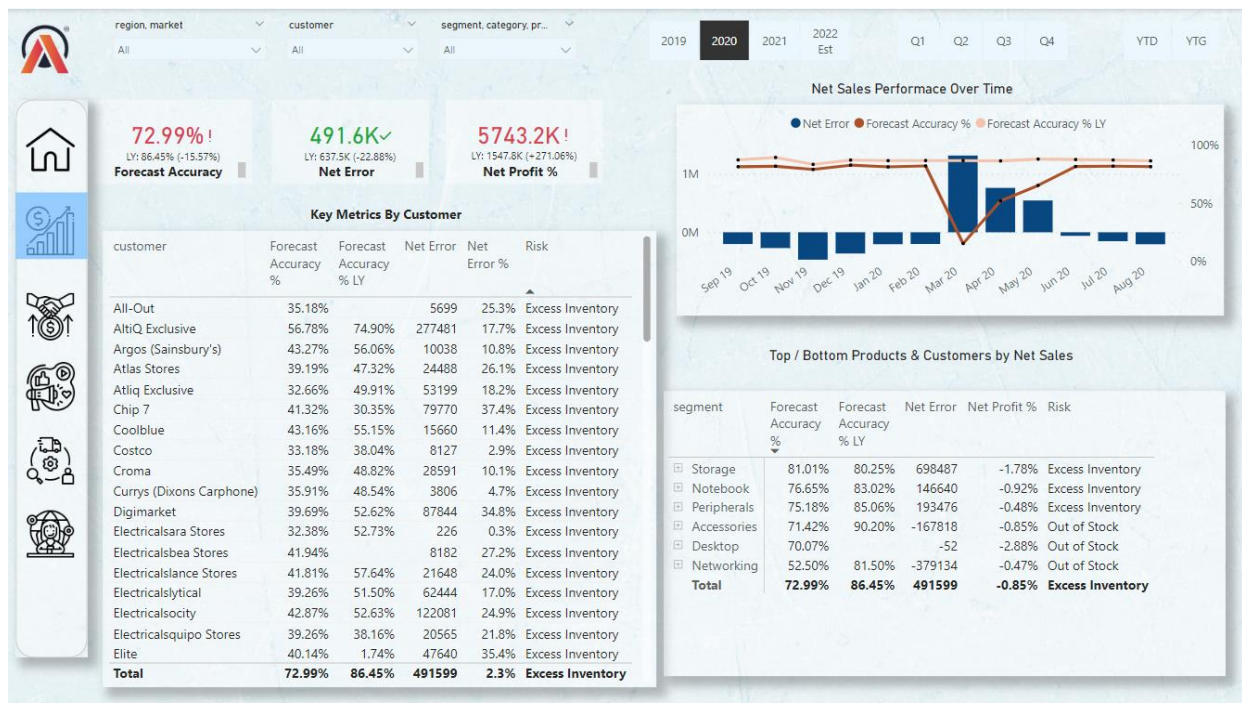 region, market
customer
segment, category, pr...
All
All
All
2019
2020
2021
2022
Est
Q1
Q2
Q3
Q4
YTD
YTG
72.99%!
LY: 86.45% (-15.57%)
Forecast Accuracy
491.6K✓
LY: 637.5K (-22.88%)
Net Error
5743.2K!
LY: 1547.8K (+271.06%)
Net Profit %
Net Sales Performace Over Time
Net Error Forecast Accuracy % Forecast Accuracy % LY
1M
0M
100%
50%
0%
Sep 19 Oct 19 Nov 19 Dec 19 Jan 20 Feb 20 Mar 20 Apr 20 May 20 Jun 20 Jul 20 Aug 20
Key Metrics By Customer
customer Forecast Accuracy % Forecast Accuracy % LY Net Error Net Error % Risk
All-Out 35.18% 5699 25.3% Excess Inventory
AltiQ Exclusive 56.78% 74.90% 277481 17.7% Excess Inventory
Argos (Sainsbury's) 43.27% 56.06% 10038 10.8% Excess Inventory
Atlas Stores 39.19% 47.32% 24488 26.1% Excess Inventory
Atliq Exclusive 32.66% 49.91% 53199 18.2% Excess Inventory
Chip 7 41.32% 30.35% 79770 37.4% Excess Inventory
Coolblue 43.16% 55.15% 15660 11.4% Excess Inventory
Costco 33.18% 38.04% 8127 2.9% Excess Inventory
Croma 35.49% 48.82% 28591 10.1% Excess Inventory
Currys (Dixons Carphone) 35.91% 48.54% 3806 4.7% Excess Inventory
Digimarket 39.69% 52.62% 87844 34.8% Excess Inventory
Electricalsara Stores 32.38% 52.73% 226 0.3% Excess Inventory
Electricalsbea Stores 41.94% 8182 27.2% Excess Inventory
Electricalslance Stores 41.81% 57.64% 21648 24.0% Excess Inventory
Electricalslytical 39.26% 51.50% 62444 17.0% Excess Inventory
Electricalsocity 42.87% 52.63% 122081 24.9% Excess Inventory
Electricalsquipo Stores 39.26% 38.16% 20565 21.8% Excess Inventory
Elite 40.14% 1.74% 47640 35.4% Excess Inventory
Total 72.99% 86.45% 491599 2.3% Excess Inventory
Top / Bottom Products & Customers by Net Sales
segment Forecast Accuracy % Forecast Accuracy % LY Net Error Net Profit % Risk
Storage 81.01% 80.25% 698487 -1.78% Excess Inventory
Notebook 76.65% 83.02% 146640 -0.92% Excess Inventory
Peripherals 75.18% 85.06% 193476 -0.48% Excess Inventory
Accessories 71.42% 90.20% -167818 -0.85% Out of Stock
Desktop 70.07% -52 -2.88% Out of Stock
Networking 52.50% 81.50% -379134 -0.47% Out of Stock
Total 72.99% 86.45% 491599 -0.85% Excess Inventory